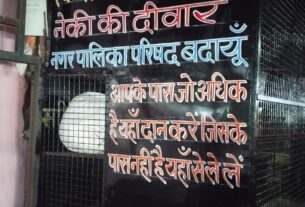 नेकी की दीवार
नगर पालिका परिषद बदायूँ
आपके पास जो अधिक
है यहाँ दान करें जिसके
पास नहीं है यहाँ से ले लें